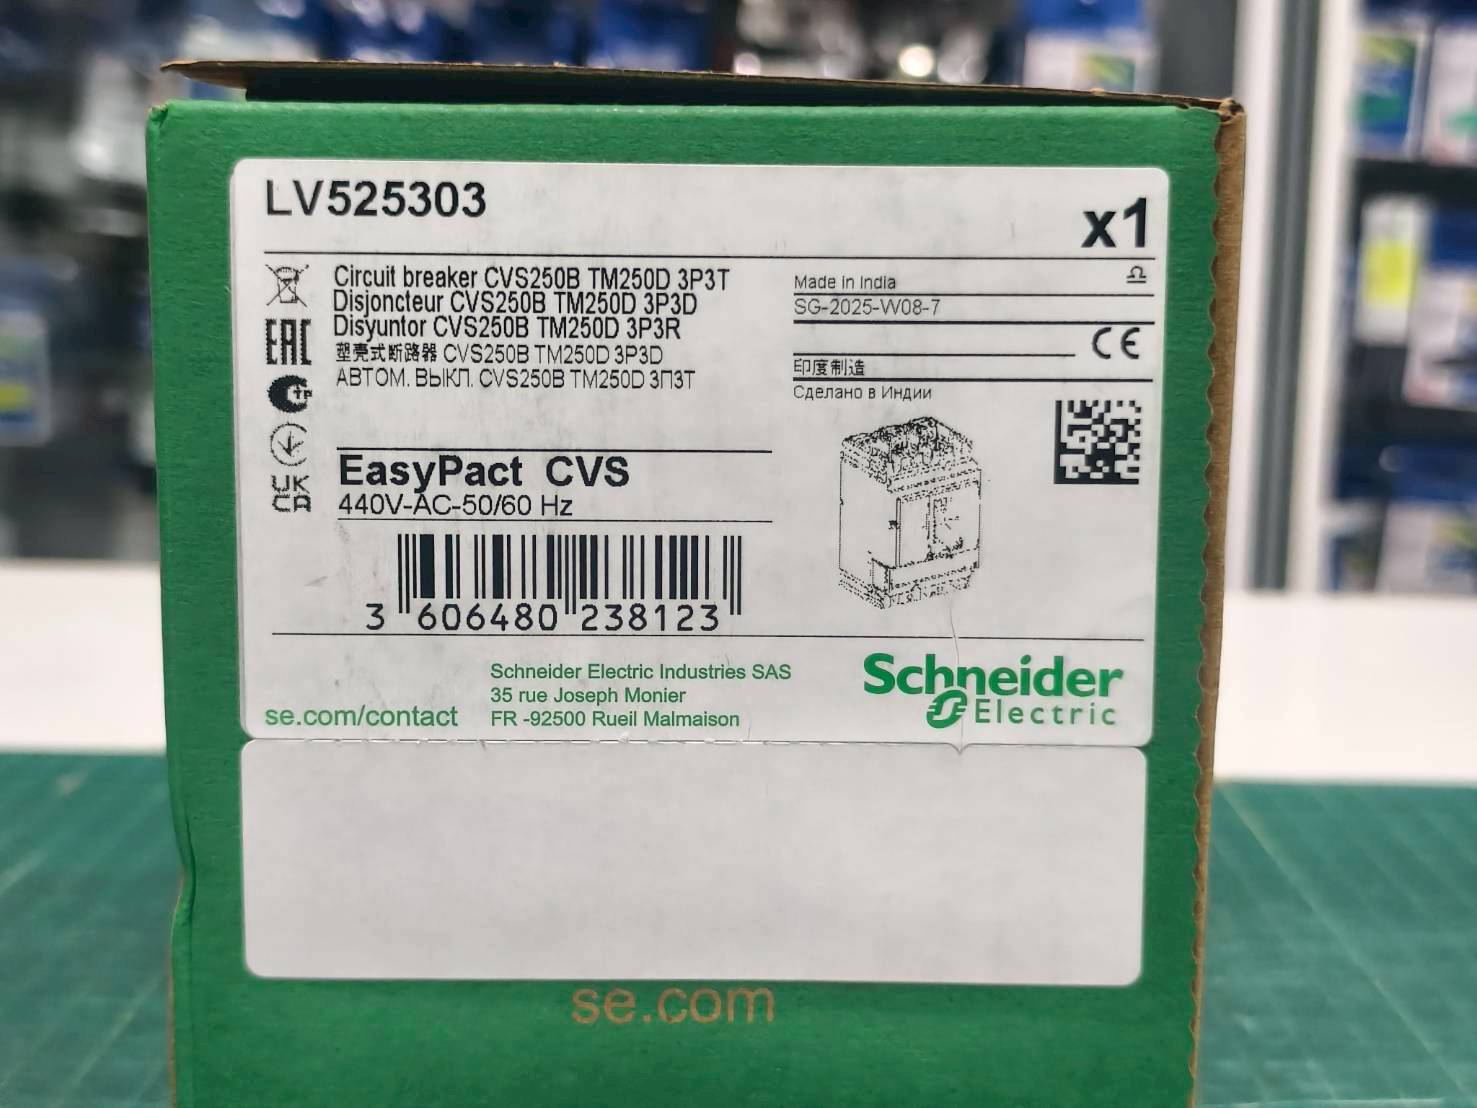 LV525303
x1
Circuit breaker CVS250B TM250D 3P3T
Disjoncteur CVS250B TM250D 3P3D
Disyuntor CVS250B TM250D 3P3R
塑壳式断路器 CVS250B TM250D 3P3D
АВТОМ. ВЫКЛ. CVS250B TM250D 3П3Т
Made in India
SG-2025-W08-7
CE
印度制造
Сделано в Индии
EAC
UK
CA
EasyPact CVS
440V-AC-50/60 Hz
3 606480 238123
Schneider Electric Industries SAS
35 rue Joseph Monier
FR -92500 Rueil Malmaison
se.com/contact
Schneider
Electric
se.com